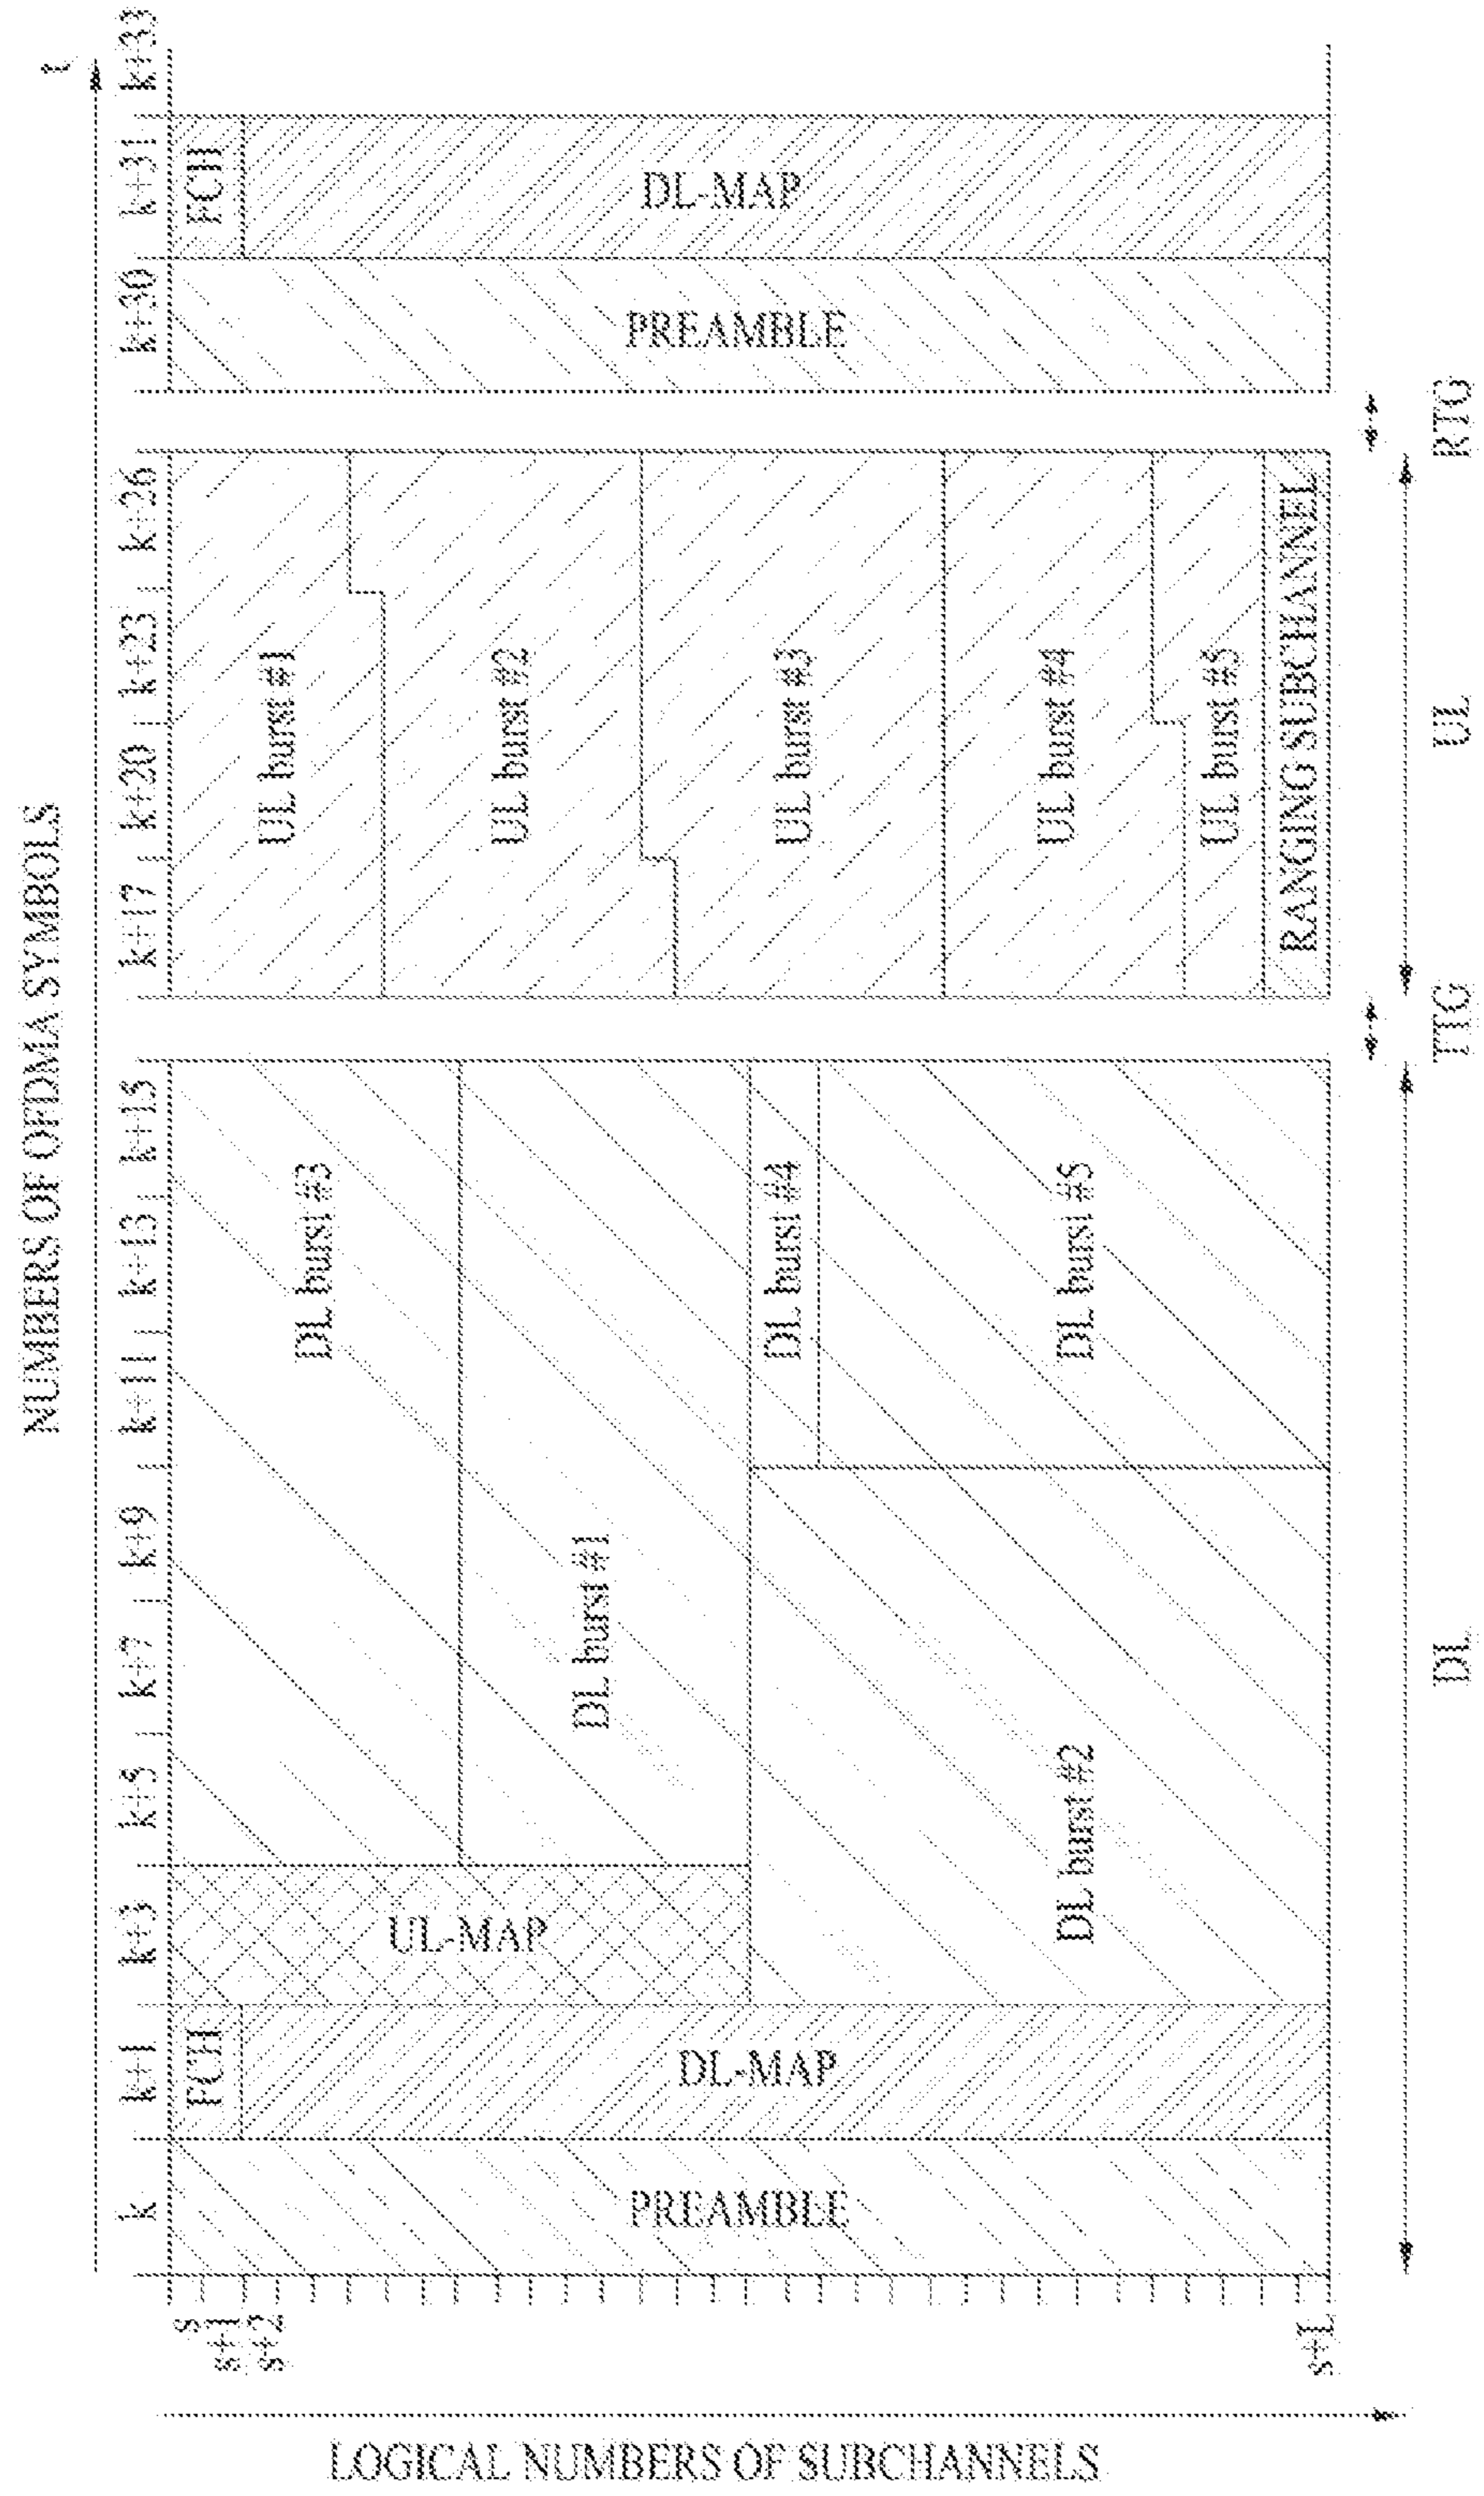 NUMBERS OF OFDMA SYMBOLS
t
k
k+1
k+3
k+5
k+7
k+9
k+11
k+13
k+15
k+17
k+20
k+23
k+26
k+30
k+31
k+33
s
s+1
s+2
s+L
LOGICAL NUMBERS OF SUBCHANNELS
PREAMBLE
FCH
DL-MAP
UL-MAP
DL burst #3
DL burst #1
DL burst #2
DL burst #4
DL burst #5
UL burst #1
UL burst #2
UL burst #3
UL burst #4
UL burst #5
RANGING SUBCHANNEL
PREAMBLE
FCH
DL-MAP
DL
TTG
UL
RTG